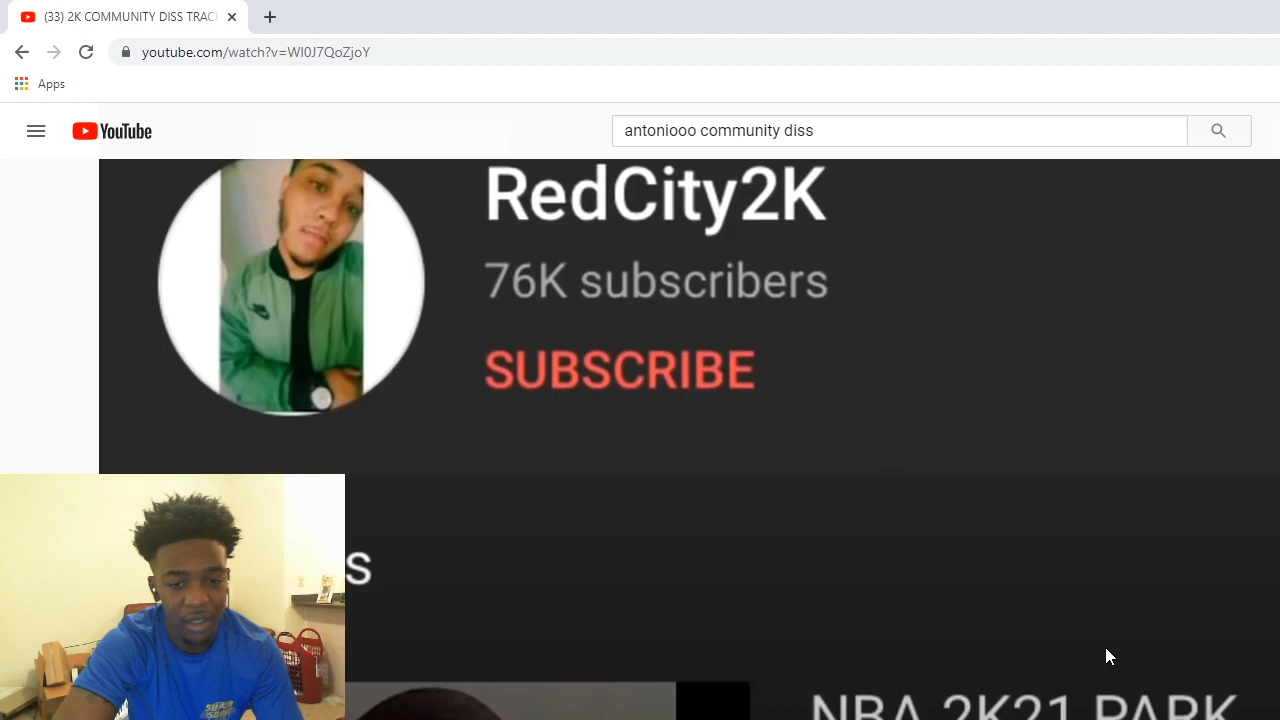 (33) 2K COMMUNITY DISS TRAC
youtube.com/watch?v=WI0J7QoZjoY
Apps
YouTube
antoniooo community diss
RedCity2K
76K subscribers
SUBSCRIBE
s
NBA 2K21 PARK